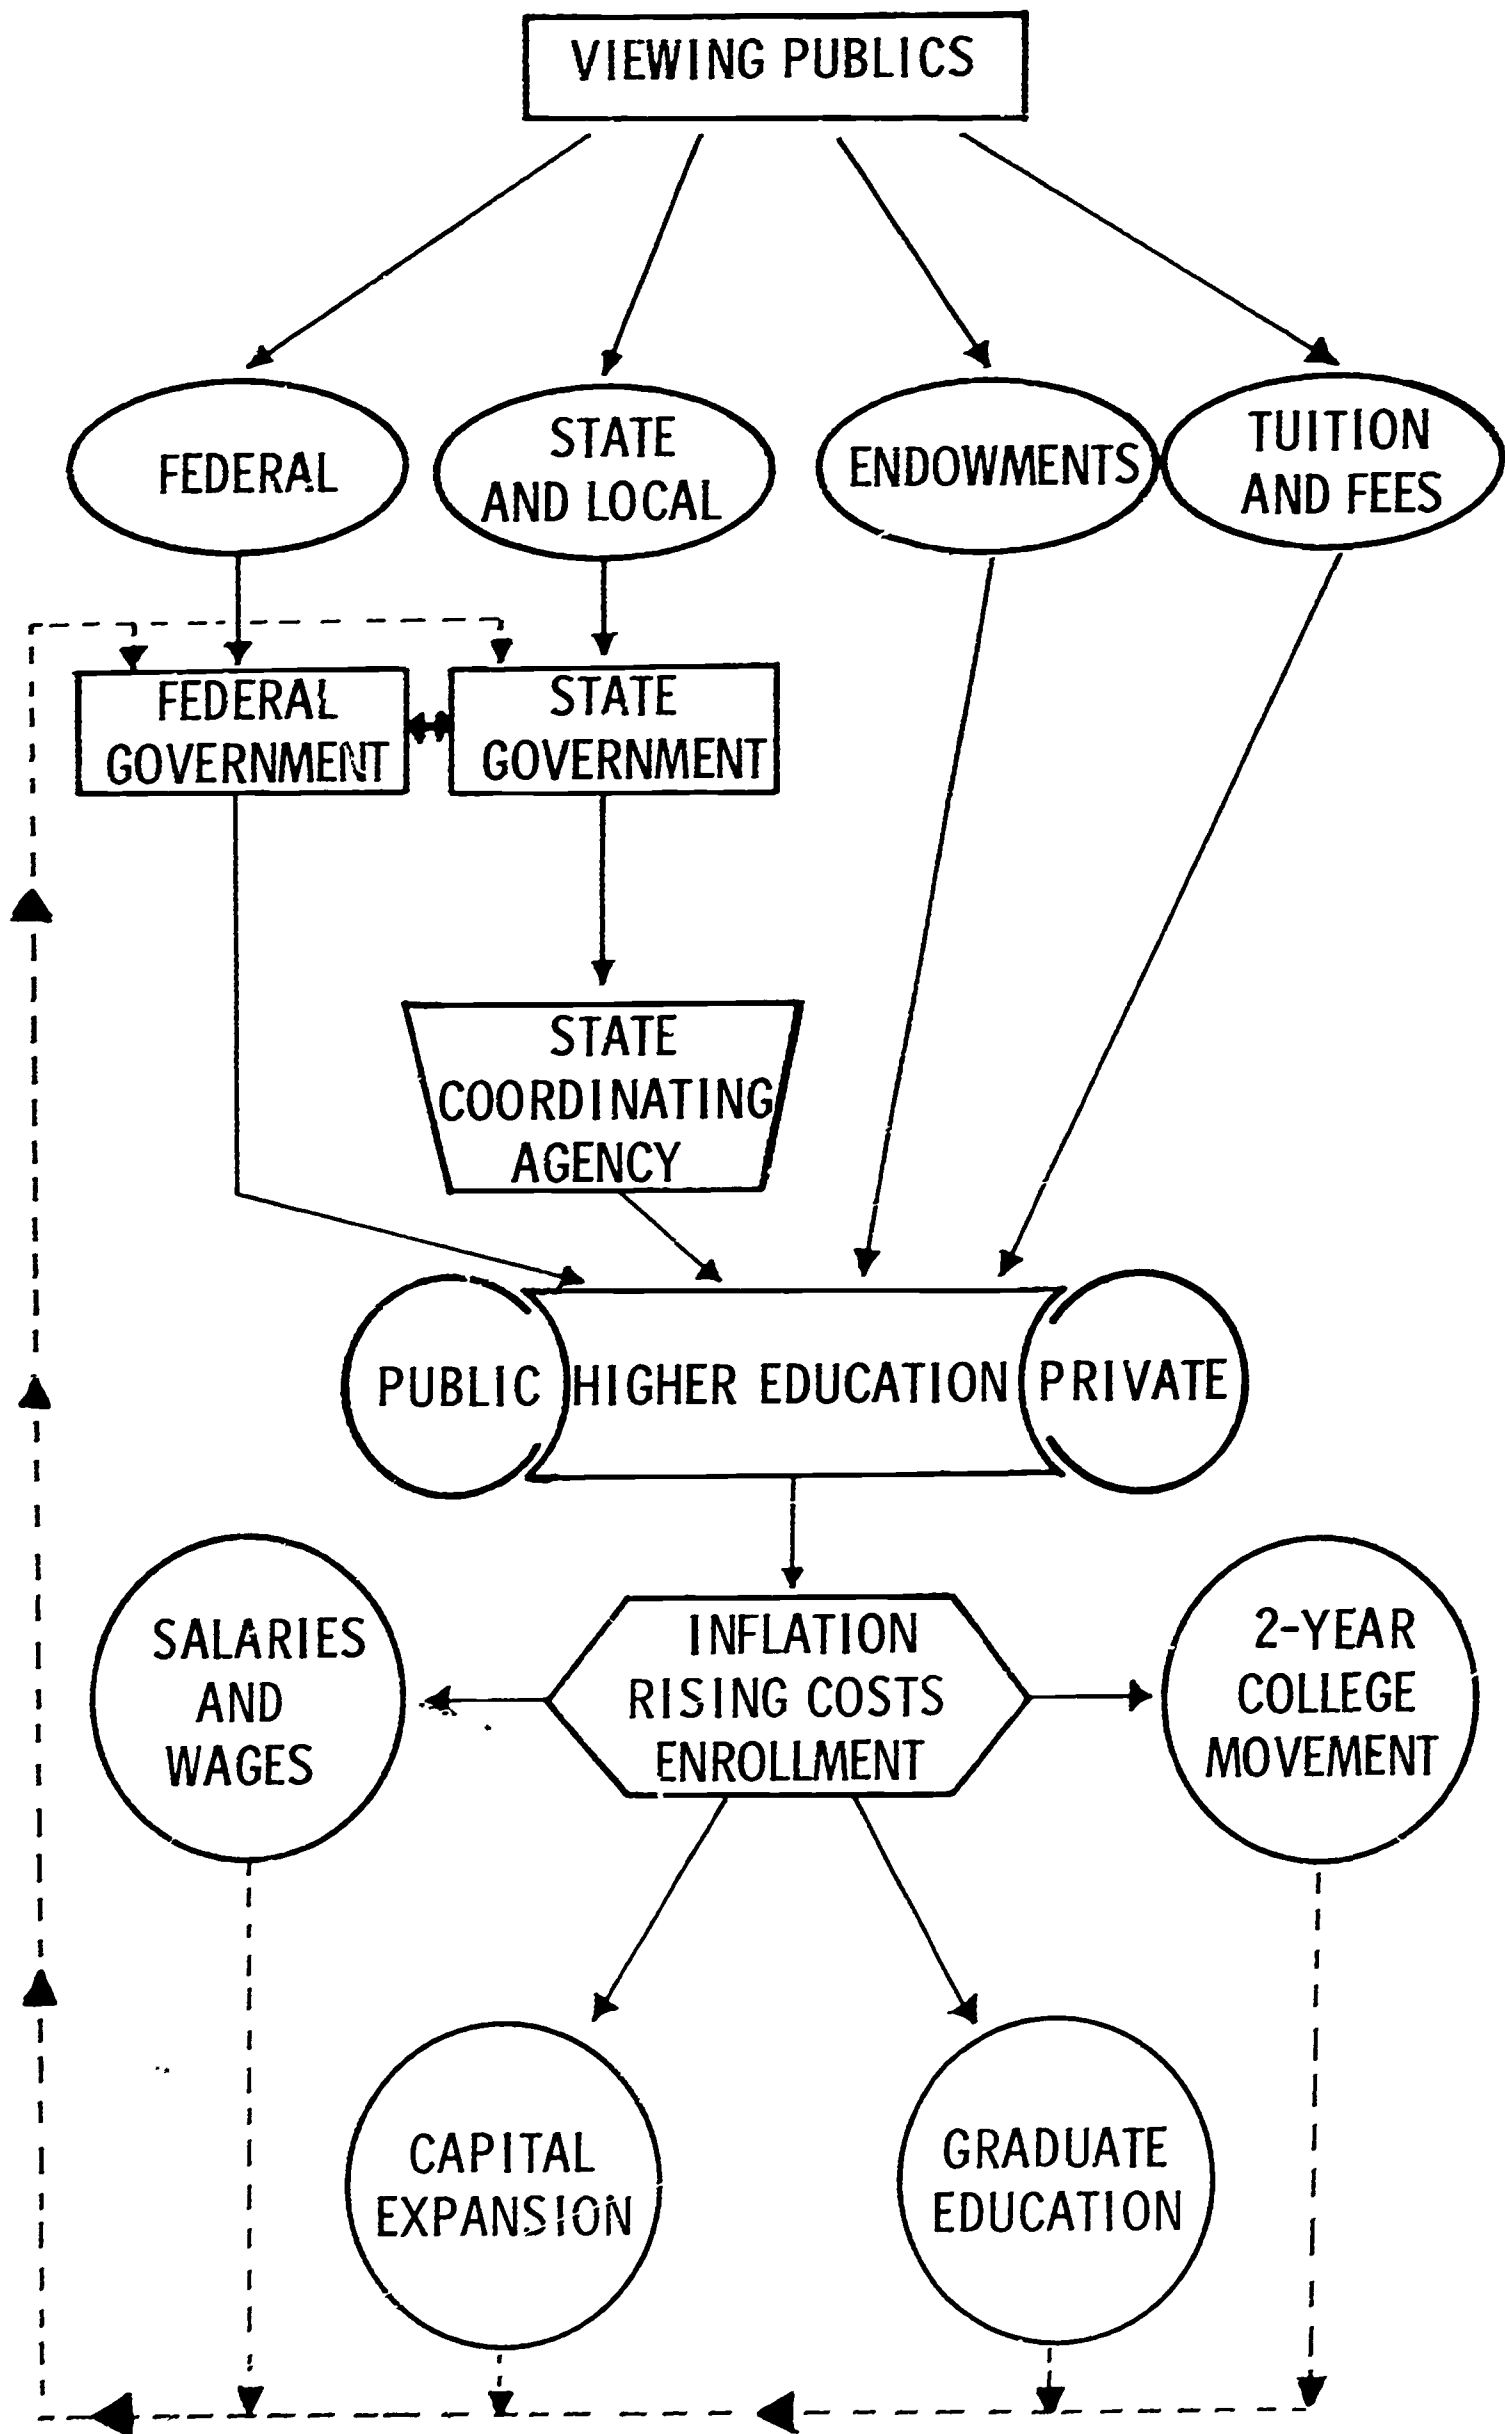 VIEWING PUBLICS
FEDERAL
STATE
AND LOCAL
ENDOWMENTS
TUITION
AND FEES
FEDERAL
GOVERNMENT
STATE
GOVERNMENT
STATE
COORDINATING
AGENCY
PUBLIC
HIGHER EDUCATION
PRIVATE
SALARIES
AND
WAGES
INFLATION
RISING COSTS
ENROLLMENT
2-YEAR
COLLEGE
MOVEMENT
CAPITAL
EXPANSION
GRADUATE
EDUCATION